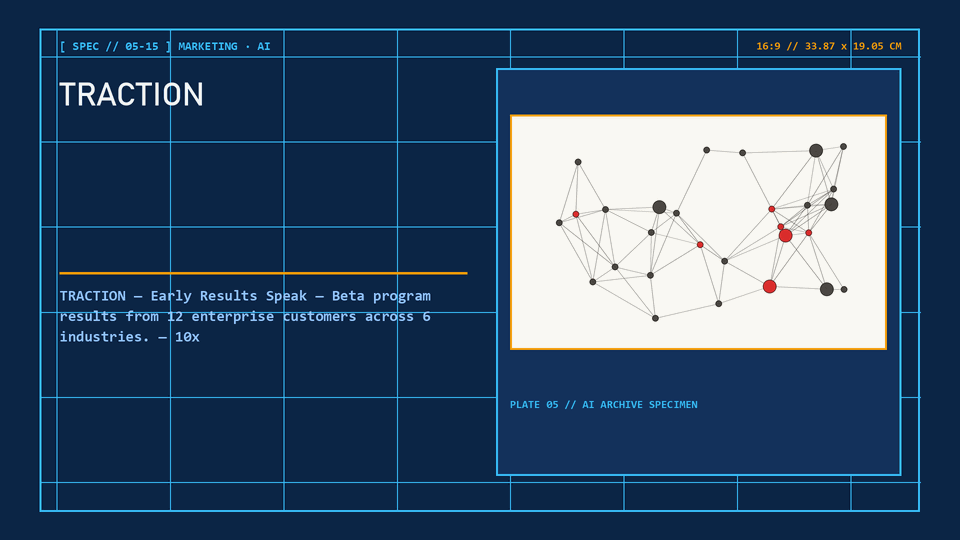 [ SPEC // 05-15 ] MARKETING · AI
16:9 // 33.87 x 19.05 CM
TRACTION
TRACTION — Early Results Speak — Beta program
results from 12 enterprise customers across 6
industries. — 10x
PLATE 05 // AI ARCHIVE SPECIMEN